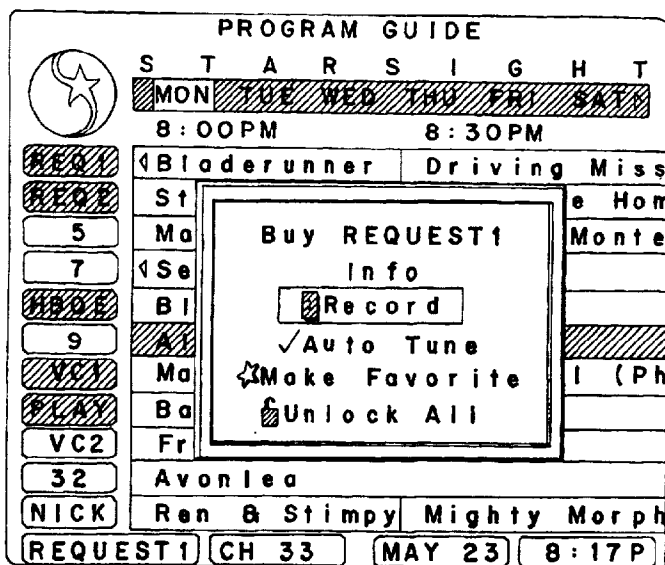 PROGRAM GUIDE
STARSIGHT
MON TUE WED THU FRI SAT
8:00PM 8:30PM
REQ1 Bladerunner Driving Miss
REQ2 St e Hom
5 Ma Monte
7 Se
HBOE Bl
9 Al
VC1 Ma l (Ph
PLAY Ba
VC2 Fr
32 Avonlea
NICK Ren & Stimpy Mighty Morph
Buy REQUEST1
Info
Record
Auto Tune
Make Favorite
Unlock All
REQUEST1 CH 33 MAY 23 8:17P